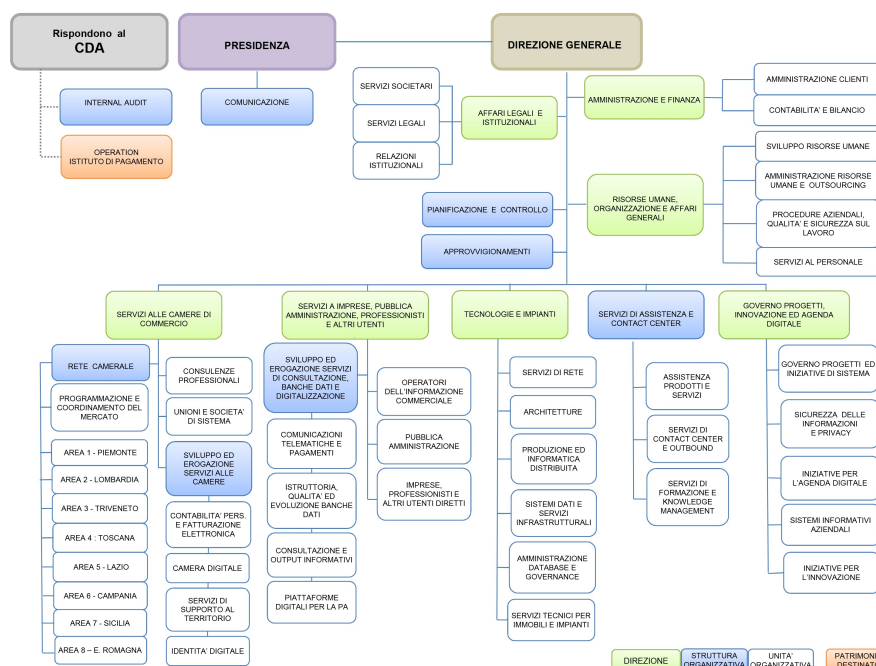 Rispondono al
CDA
PRESIDENZA
DIREZIONE GENERALE
INTERNAL AUDIT
OPERATION
ISTITUTO DI PAGAMENTO
COMUNICAZIONE
SERVIZI SOCIETARI
SERVIZI LEGALI
RELAZIONI
ISTITUZIONALI
AFFARI LEGALI E
ISTITUZIONALI
AMMINISTRAZIONE E FINANZA
AMMINISTRAZIONE CLIENTI
CONTABILITA' E BILANCIO
PIANIFICAZIONE E CONTROLLO
APPROVVIGIONAMENTI
RISORSE UMANE,
ORGANIZZAZIONE E AFFARI
GENERALI
SVILUPPO RISORSE UMANE
AMMINISTRAZIONE RISORSE
UMANE E OUTSOURCING
PROCEDURE AZIENDALI,
QUALITA' E SICUREZZA SUL
LAVORO
SERVIZI AL PERSONALE
SERVIZI ALLE CAMERE DI
COMMERCIO
RETE CAMERALE
PROGRAMMAZIONE E
COORDINAMENTO DEL
MERCATO
AREA 1 - PIEMONTE
AREA 2 - LOMBARDIA
AREA 3 - TRIVENETO
AREA 4 : TOSCANA
AREA 5 - LAZIO
AREA 6 - CAMPANIA
AREA 7 - SICILIA
AREA 8 – E. ROMAGNA
CONSULENZE
PROFESSIONALI
UNIONI E SOCIETA'
DI SISTEMA
SVILUPPO ED
EROGAZIONE
SERVIZI ALLE
CAMERE
CONTABILITA' PERS.
E FATTURAZIONE
ELETTRONICA
CAMERA DIGITALE
SERVIZI DI
SUPPORTO AL
TERRITORIO
IDENTITA' DIGITALE
SERVIZI A IMPRESE, PUBBLICA
AMMINISTRAZIONE, PROFESSIONISTI
E ALTRI UTENTI
SVILUPPO ED
EROGAZIONE SERVIZI
DI CONSULTAZIONE,
BANCHE DATI E
DIGITALIZZAZIONE
COMUNICAZIONI
TELEMATICHE E
PAGAMENTI
ISTRUTTORIA,
QUALITA' ED
EVOLUZIONE BANCHE
DATI
CONSULTAZIONE E
OUTPUT INFORMATIVI
PIATTAFORME
DIGITALI PER LA PA
OPERATORI
DELL'INFORMAZIONE
COMMERCIALE
PUBBLICA
AMMINISTRAZIONE
IMPRESE,
PROFESSIONISTI E
ALTRI UTENTI DIRETTI
TECNOLOGIE E IMPIANTI
SERVIZI DI RETE
ARCHITETTURE
PRODUZIONE ED
INFORMATICA
DISTRIBUITA
SISTEMI DATI E
SERVIZI
INFRASTRUTTURALI
AMMINISTRAZIONE
DATABASE E
GOVERNANCE
SERVIZI TECNICI PER
IMMOBILI E IMPIANTI
SERVIZI DI ASSISTENZA E
CONTACT CENTER
ASSISTENZA
PRODOTTI E
SERVIZI
SERVIZI DI
CONTACT CENTER
E OUTBOUND
SERVIZI DI
FORMAZIONE E
KNOWLEDGE
MANAGEMENT
GOVERNO PROGETTI,
INNOVAZIONE ED AGENDA
DIGITALE
GOVERNO PROGETTI ED
INIZIATIVE DI SISTEMA
SICUREZZA DELLE
INFORMAZIONI
E PRIVACY
INIZIATIVE PER
L'AGENDA DIGITALE
SISTEMI INFORMATIVI
AZIENDALI
INIZIATIVE PER
L'INNOVAZIONE
DIREZIONE
STRUTTURA
ORGANIZZATIVA
UNITA'
ORGANIZZATIVA
PATRIMON
DESTINAT